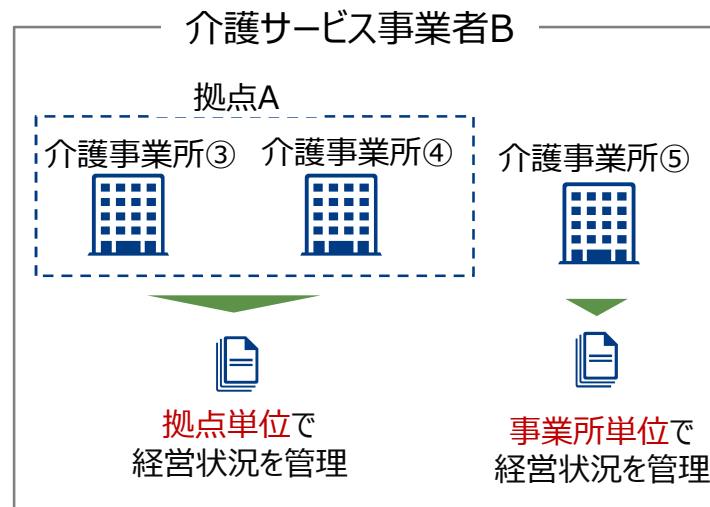 介護サービス事業者B
拠点A
介護事業所③
介護事業所④
介護事業所⑤
拠点単位で
経営状況を管理
事業所単位で
経営状況を管理